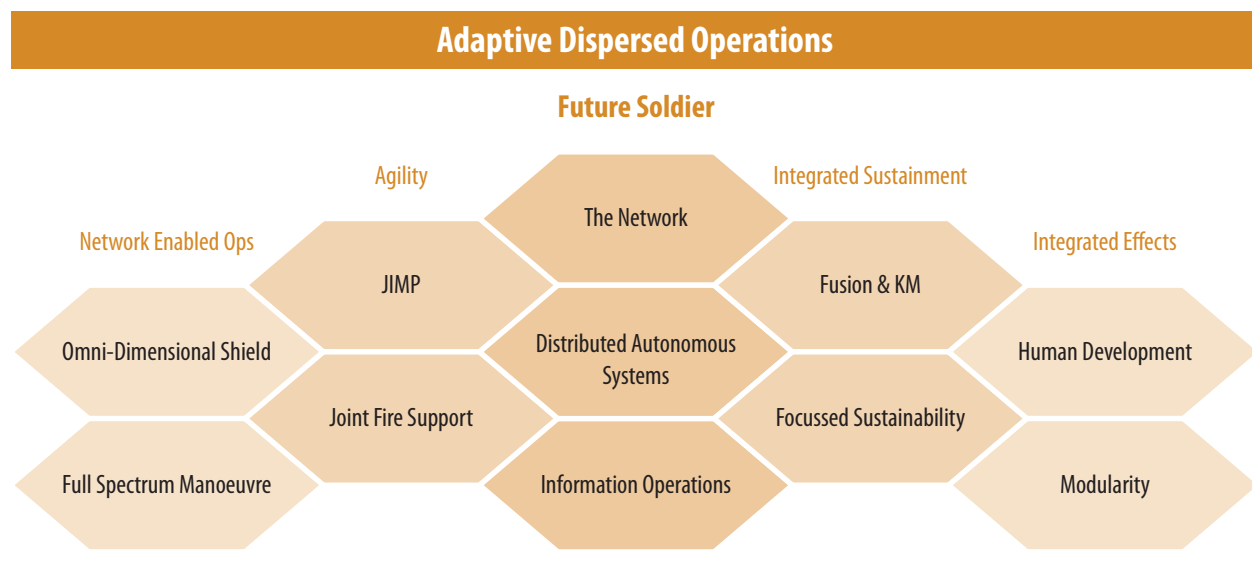 Adaptive Dispersed Operations
Future Soldier
Agility
Integrated Sustainment
The Network
Network Enabled Ops
Integrated Effects
JIMP
Fusion & KM
Omni-Dimensional Shield
Distributed Autonomous
Systems
Human Development
Joint Fire Support
Focussed Sustainability
Full Spectrum Manoeuvre
Information Operations
Modularity